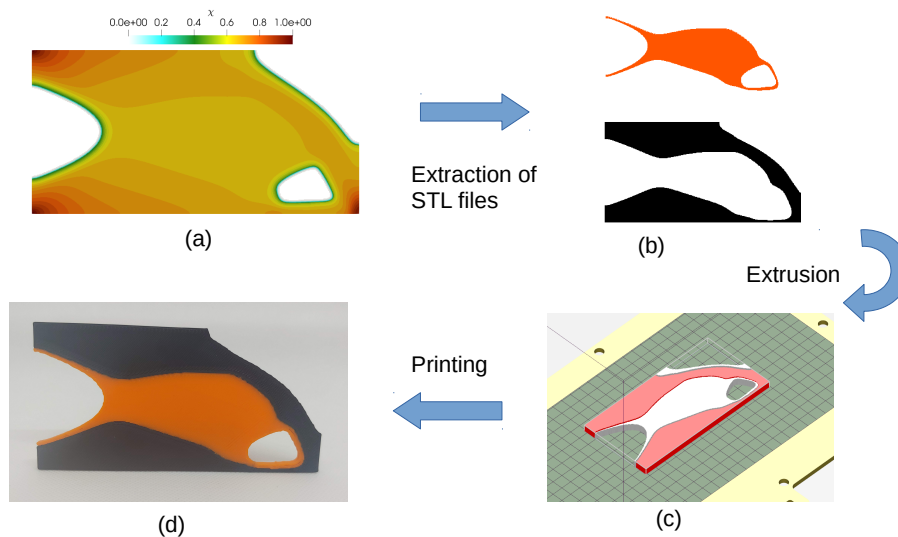 χ
0.0e+00 0.2 0.4 0.6 0.8 1.0e+00
(a)
Extraction of
STL files
(b)
Extrusion
(c)
Printing
(d)